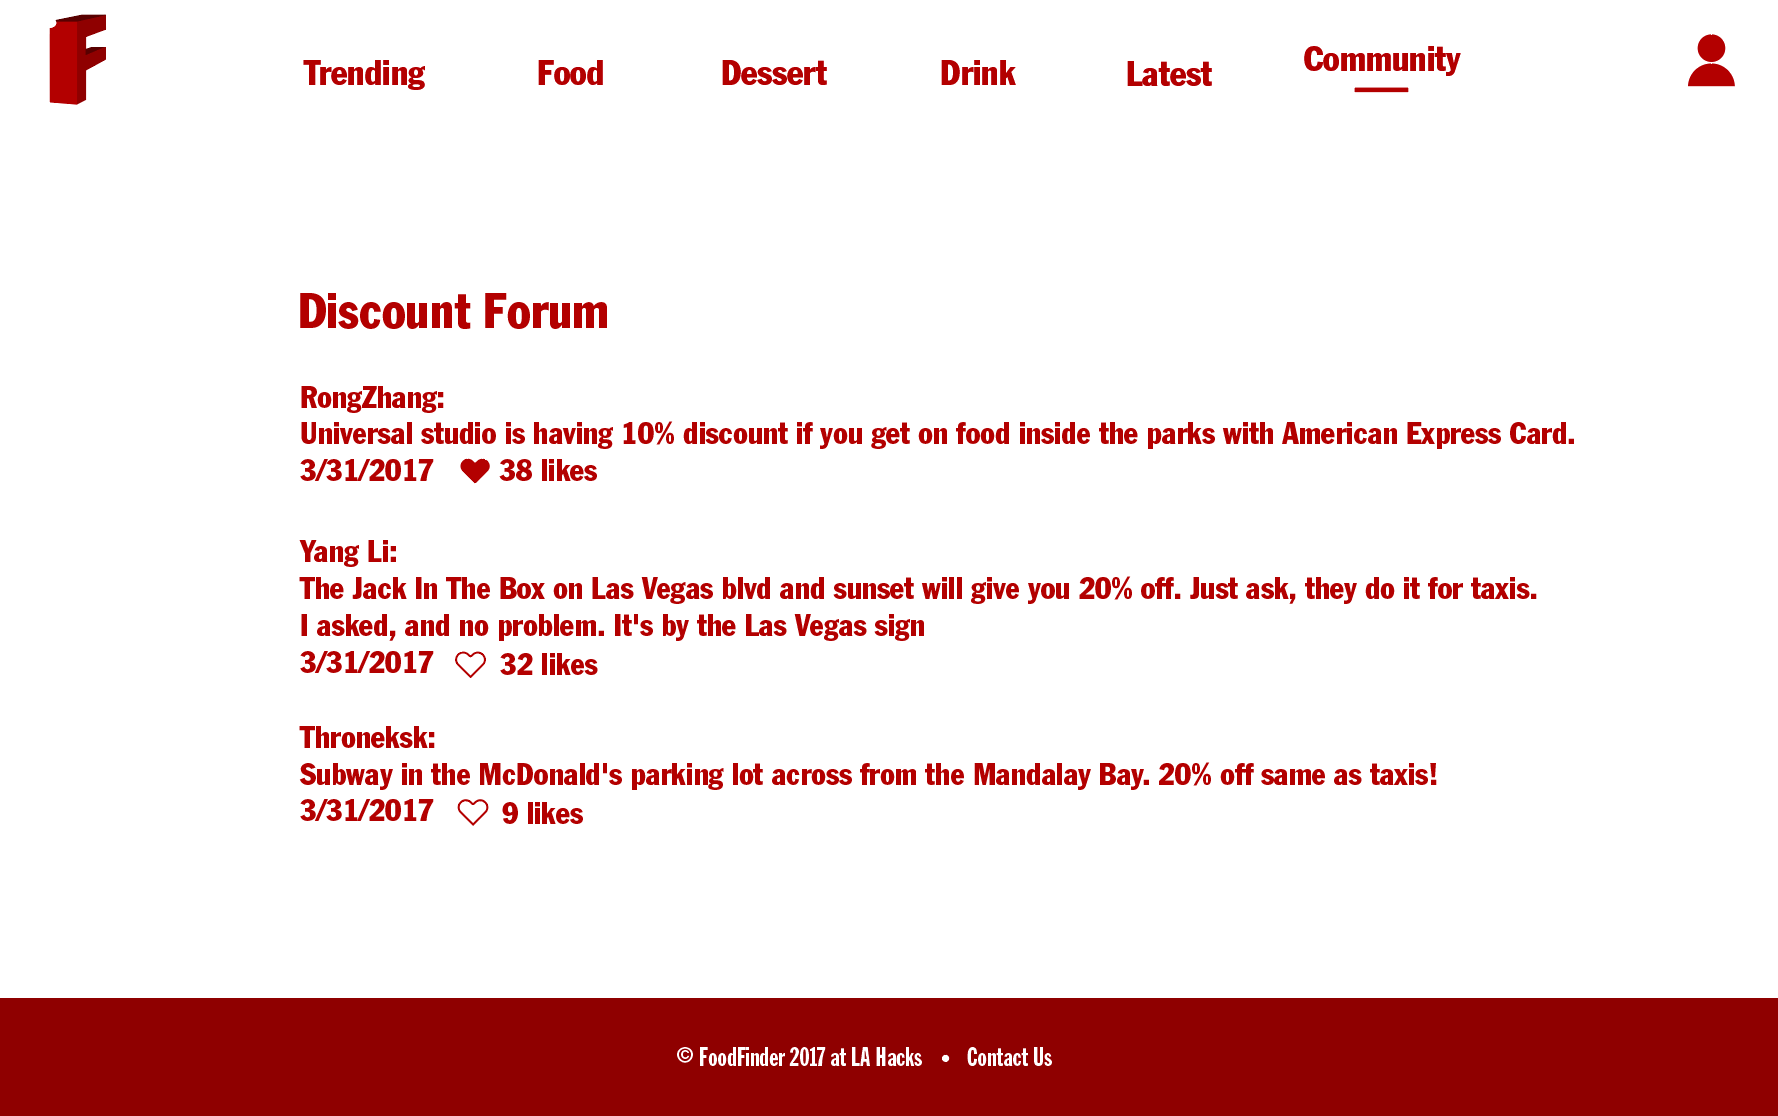 F
Trending Food Dessert Drink Latest Community
Discount Forum
RongZhang:
Universal studio is having 10% discount if you get on food inside the parks with American Express Card.
3/31/2017 38 likes
Yang Li:
The Jack In The Box on Las Vegas blvd and sunset will give you 20% off. Just ask, they do it for taxis.
I asked, and no problem. It's by the Las Vegas sign
3/31/2017 32 likes
Throneksk:
Subway in the McDonald's parking lot across from the Mandalay Bay. 20% off same as taxis!
3/31/2017 9 likes
© FoodFinder 2017 at LA Hacks • Contact Us